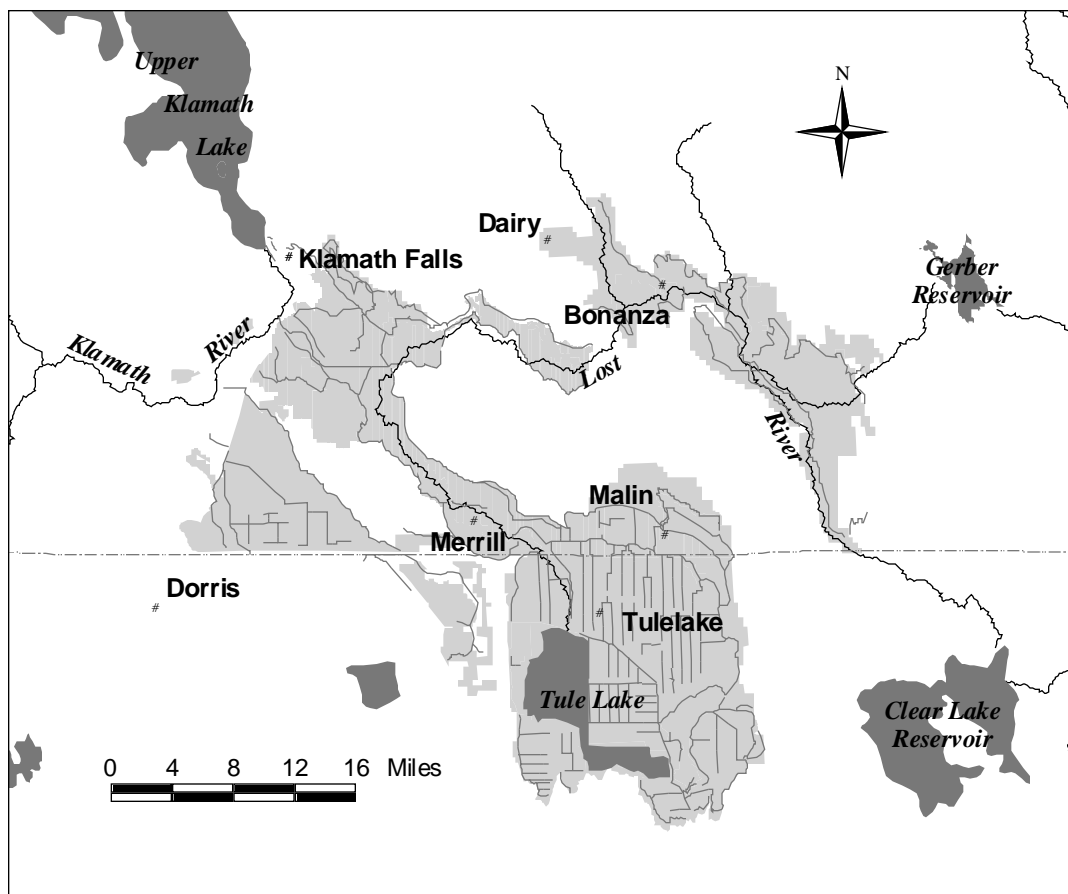 Upper
Klamath
Lake
N
Dairy
#
# Klamath Falls
Gerber
Reservoir
#
Bonanza
River
Klamath
Lost
River
Malin
#
#
Merrill
Dorris
#
#
Tulelake
Tule Lake
Clear Lake
Reservoir
0 4 8 12 16 Miles